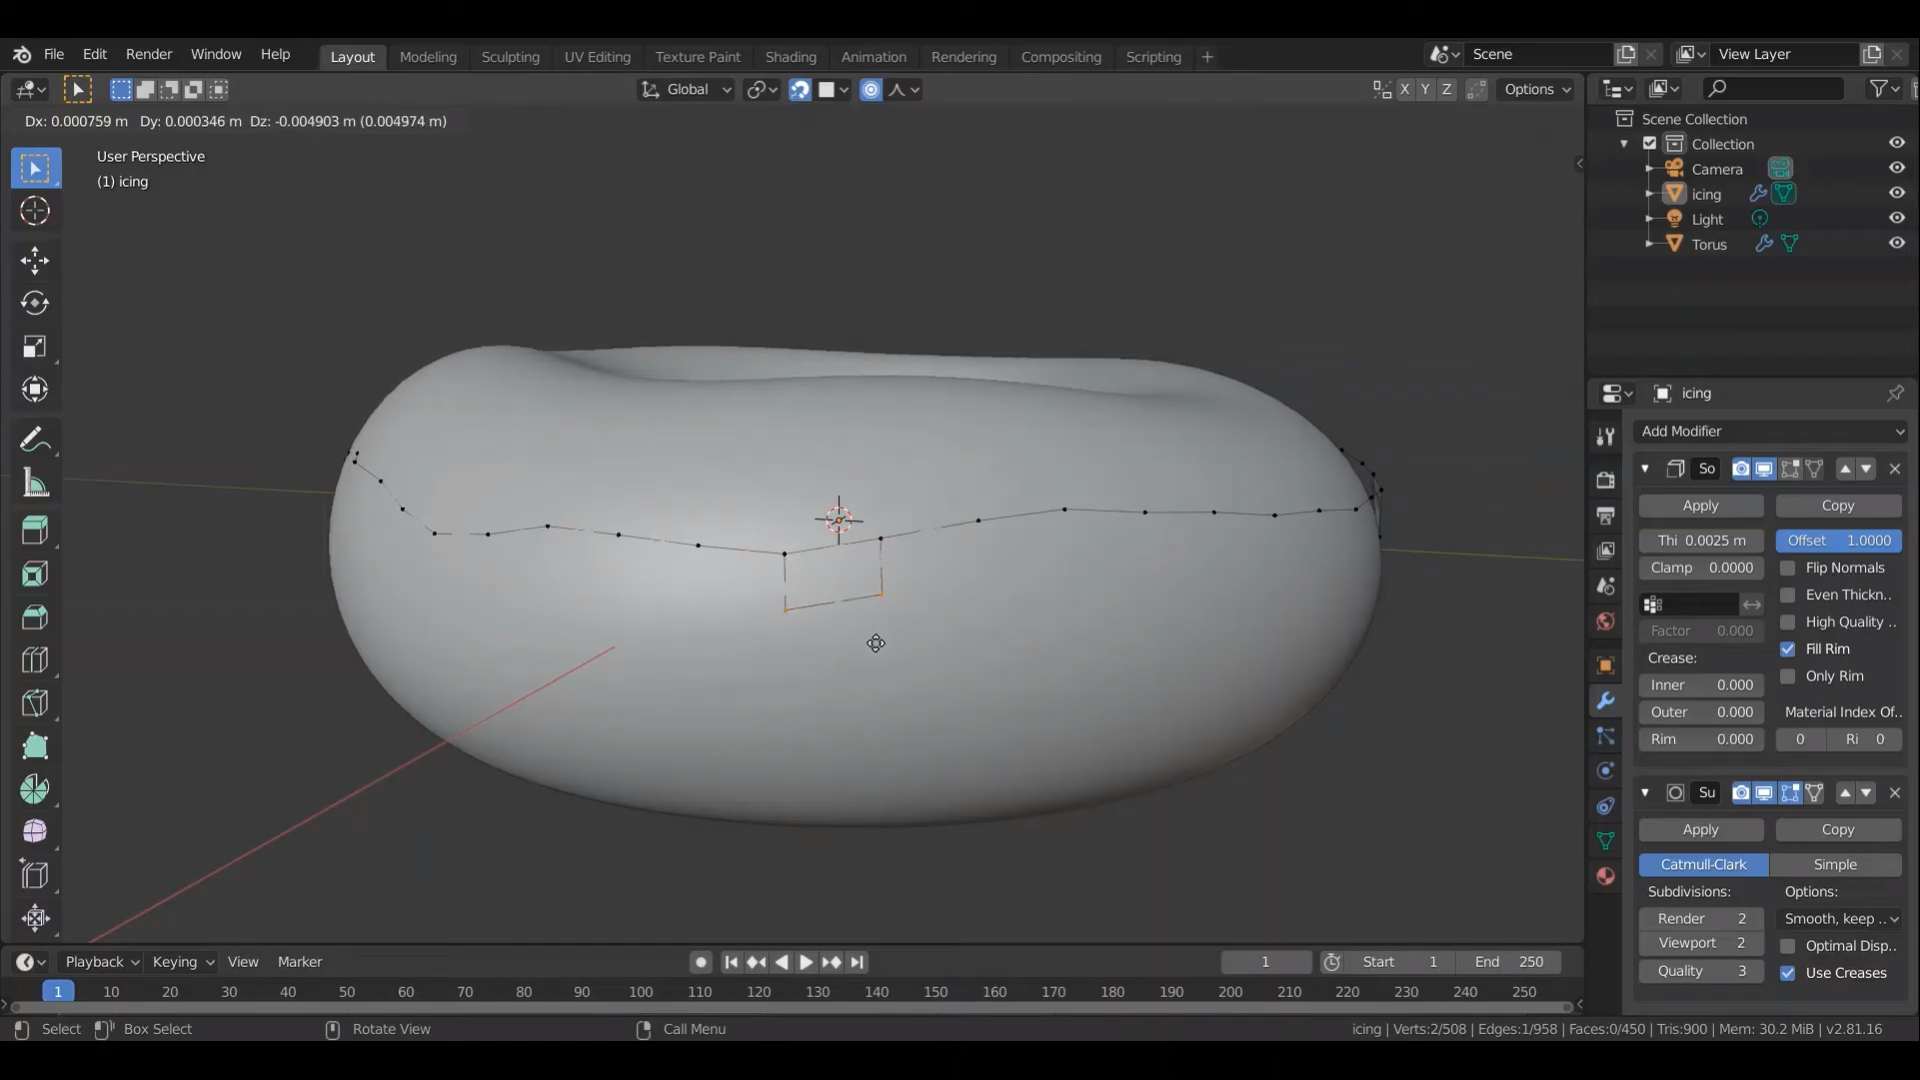 File Edit Render Window Help Layout Modeling Sculpting UV Editing Texture Paint Shading Animation Rendering Compositing Scripting + Scene View Layer
Global X Y Z Options
Dx: 0.000759 m Dy: 0.000346 m Dz: -0.004903 m (0.004974 m)
User Perspective
(1) icing
Scene Collection
Collection
Camera
icing
Light
Torus
icing
Add Modifier
So
Apply Copy
Thi 0.0025 m Offset 1.0000
Clamp 0.0000 Flip Normals
Even Thickn..
High Quality ..
Factor 0.000 Fill Rim
Crease: Only Rim
Inner 0.000
Outer 0.000 Material Index Of..
Rim 0.000 0 Ri 0
Su
Apply Copy
Catmull-Clark Simple
Subdivisions: Options:
Render 2 Smooth, keep ..
Viewport 2 Optimal Disp..
Quality 3 Use Creases
Playback Keying View Marker 1 Start 1 End 250
1 10 20 30 40 50 60 70 80 90 100 110 120 130 140 150 160 170 180 190 200 210 220 230 240 250
Select Box Select Rotate View Call Menu icing | Verts:2/508 | Edges:1/958 | Faces:0/450 | Tris:900 | Mem: 30.2 MiB | v2.81.16